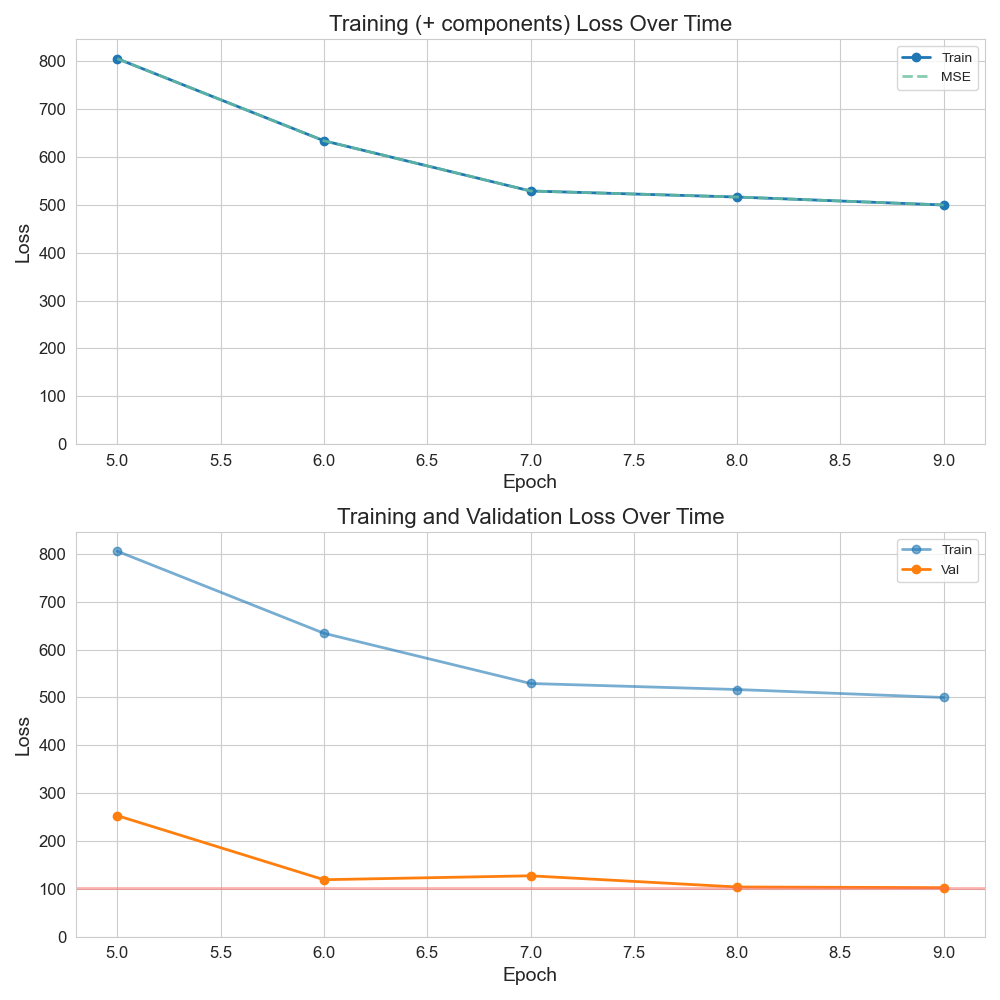 Training (+ components) Loss Over Time
Train
MSE
800
700
600
500
400
300
200
100
0
Loss
5.0 5.5 6.0 6.5 7.0 7.5 8.0 8.5 9.0
Epoch
Training and Validation Loss Over Time
Train
Val
800
700
600
500
400
300
200
100
0
Loss
5.0 5.5 6.0 6.5 7.0 7.5 8.0 8.5 9.0
Epoch